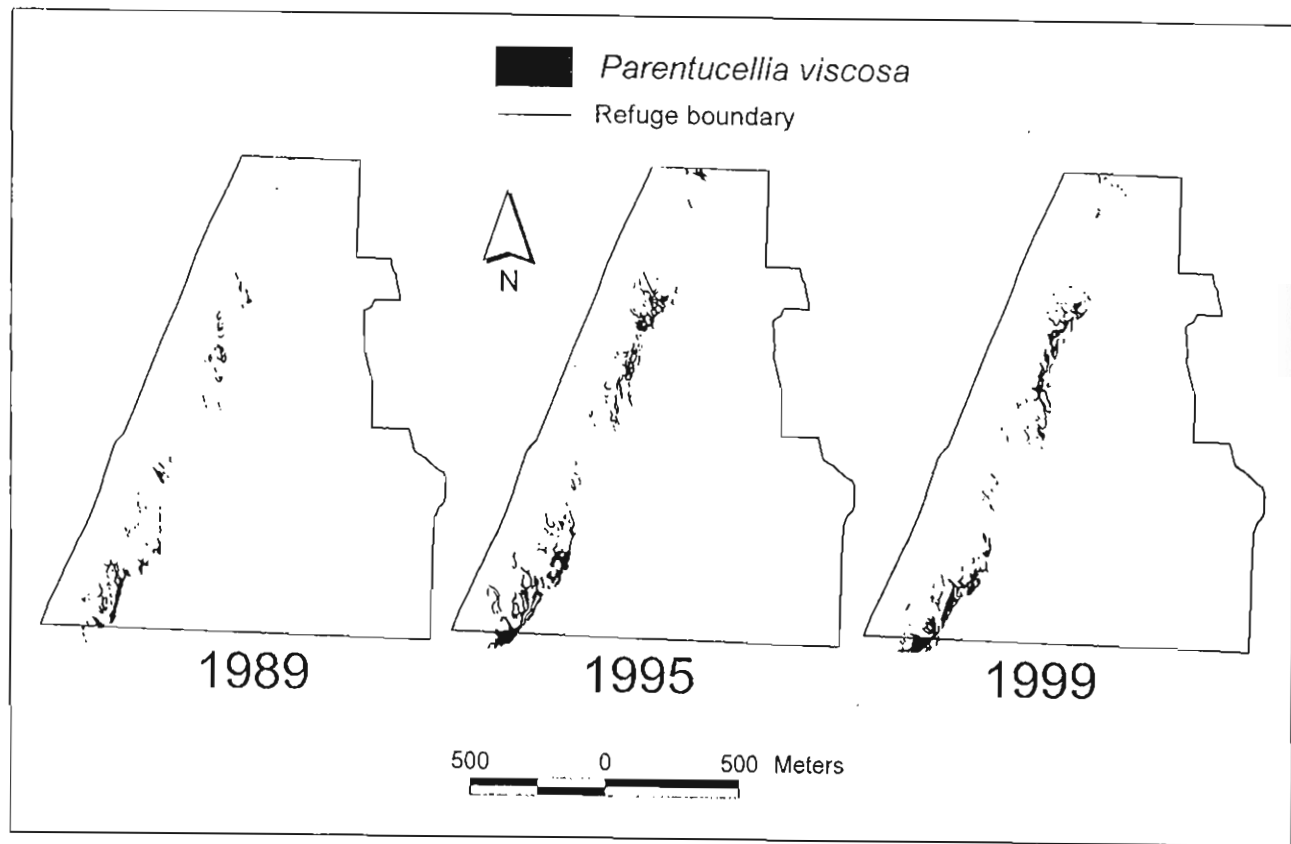 Parentucellia viscosa
Refuge boundary
N
1989
1995
1999
500 0 500 Meters